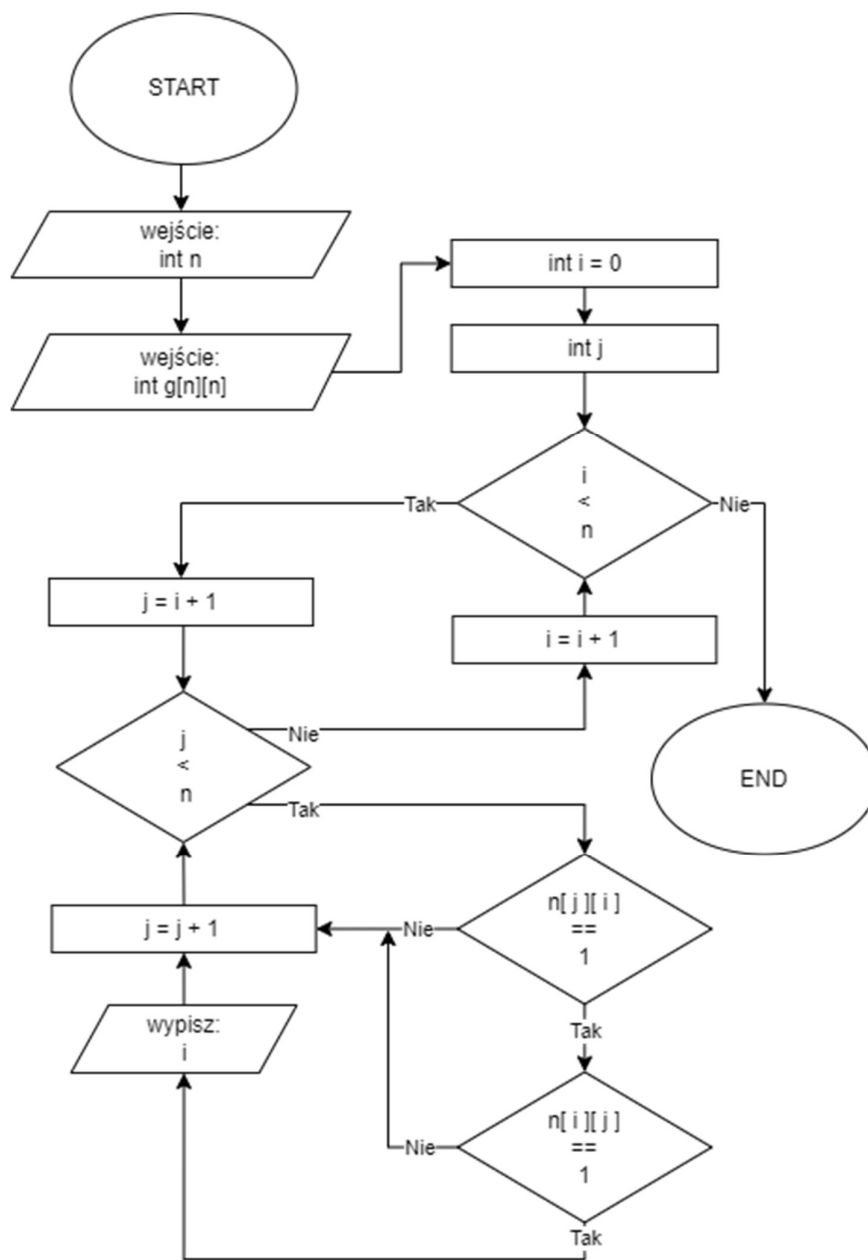 START
wejście:
int n
wejście:
int g[n][n]
int i = 0
int j
i
<
n
Tak
Nie
j = i + 1
i = i + 1
j
<
n
Nie
Tak
END
n[ j ][ i ]
==
1
Nie
j = j + 1
Tak
wypisz:
i
n[ i ][ j ]
==
1
Nie
Tak